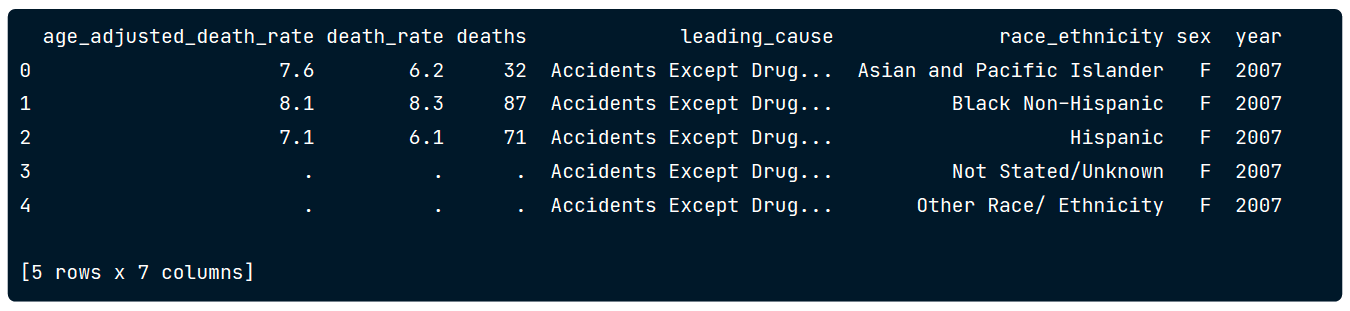 age_adjusted_death_rate death_rate deaths leading_cause race_ethnicity sex year
0 7.6 6.2 32 Accidents Except Drug... Asian and Pacific Islander F 2007
1 8.1 8.3 87 Accidents Except Drug... Black Non-Hispanic F 2007
2 7.1 6.1 71 Accidents Except Drug... Hispanic F 2007
3 . . . Accidents Except Drug... Not Stated/Unknown F 2007
4 . . . Accidents Except Drug... Other Race/ Ethnicity F 2007
[5 rows x 7 columns]